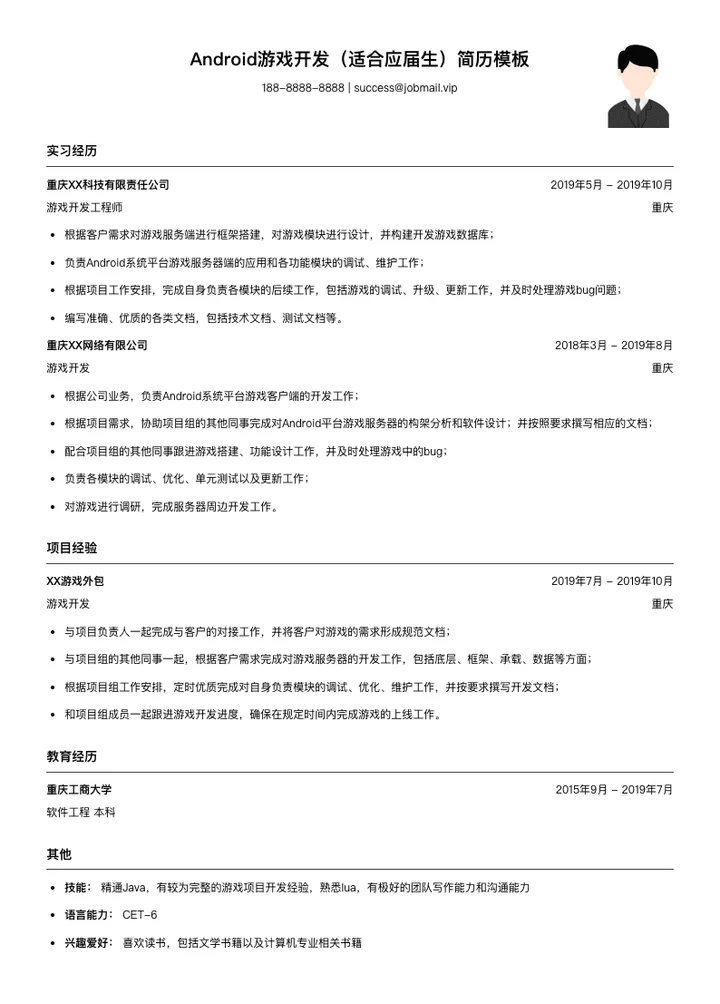 Android游戏开发（适合应届生）简历模板
188-8888-8888 | success@jobmail.vip
实习经历
重庆XX科技有限责任公司 2019年5月 – 2019年10月
游戏开发工程师 重庆
• 根据客户需求对游戏服务端进行框架搭建，对游戏模块进行设计，并构建开发游戏数据库；
• 负责Android系统平台游戏服务器端的应用和各功能模块的调试、维护工作；
• 根据项目工作安排，完成自身负责各模块的后续工作，包括游戏的调试、升级、更新工作，并及时处理游戏bug问题；
• 编写准确、优质的各类文档，包括技术文档、测试文档等。
重庆XX网络有限公司 2018年3月 – 2019年8月
游戏开发 重庆
• 根据公司业务，负责Android系统平台游戏客户端的开发工作；
• 根据项目需求，协助项目组的其他同事完成对Android平台游戏服务器的构架分析和软件设计；并按照要求撰写相应的文档；
• 配合项目组的其他同事跟进游戏搭建、功能设计工作，并及时处理游戏中的bug；
• 负责各模块的调试、优化、单元测试以及更新工作；
• 对游戏进行调研，完成服务器周边开发工作。
项目经验
XX游戏外包 2019年7月 – 2019年10月
游戏开发 重庆
• 与项目负责人一起完成与客户的对接工作，并将客户对游戏的需求形成规范文档；
• 与项目组的其他同事一起，根据客户需求完成对游戏服务器的开发工作，包括底层、框架、承载、数据等方面；
• 根据项目组工作安排，定时优质完成对自身负责模块的调试、优化、维护工作，并按要求撰写开发文档；
• 和项目组成员一起跟进游戏开发进度，确保在规定时间内完成游戏的上线工作。
教育经历
重庆工商大学 2015年9月 – 2019年7月
软件工程 本科
其他
• 技能： 精通Java，有较为完整的游戏项目开发经验，熟悉lua，有极好的团队写作能力和沟通能力
• 语言能力： CET-6
• 兴趣爱好： 喜欢读书，包括文学书籍以及计算机专业相关书籍